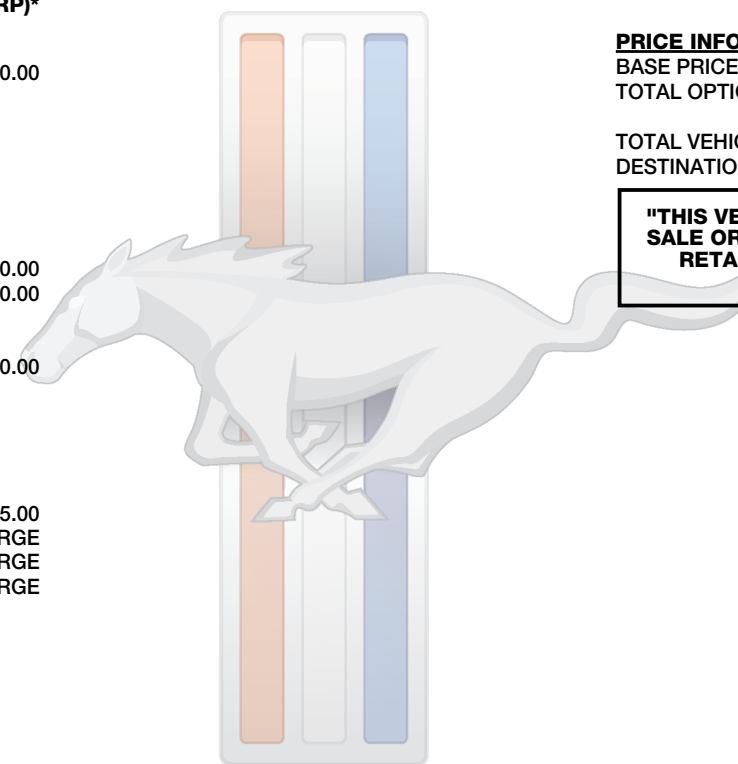 RP)*
0.00
0.00
0.00
0.00
5.00
RGE
RGE
RGE
PRICE INFO
BASE PRICE
TOTAL OPTIO
TOTAL VEHIC
DESTINATIO
"THIS VE
SALE OR
RETA